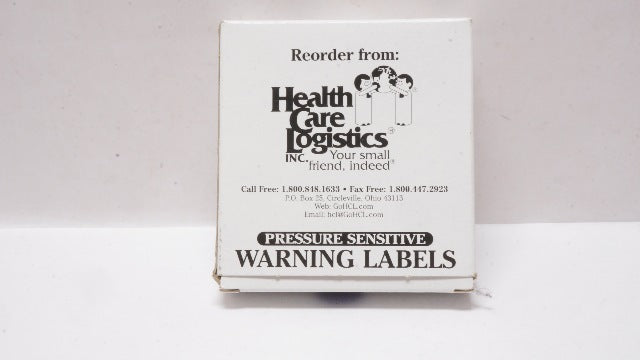 Reorder from:
Health
Care
Logistics®
INC. Your small
friend, indeed®
Call Free: 1.800.848.1633 • Fax Free: 1.800.447.2923
P.O. Box 25, Circleville, Ohio 43113
Web: GoHCL.com
Email: hcl@GoHCL.com
PRESSURE SENSITIVE
WARNING LABELS